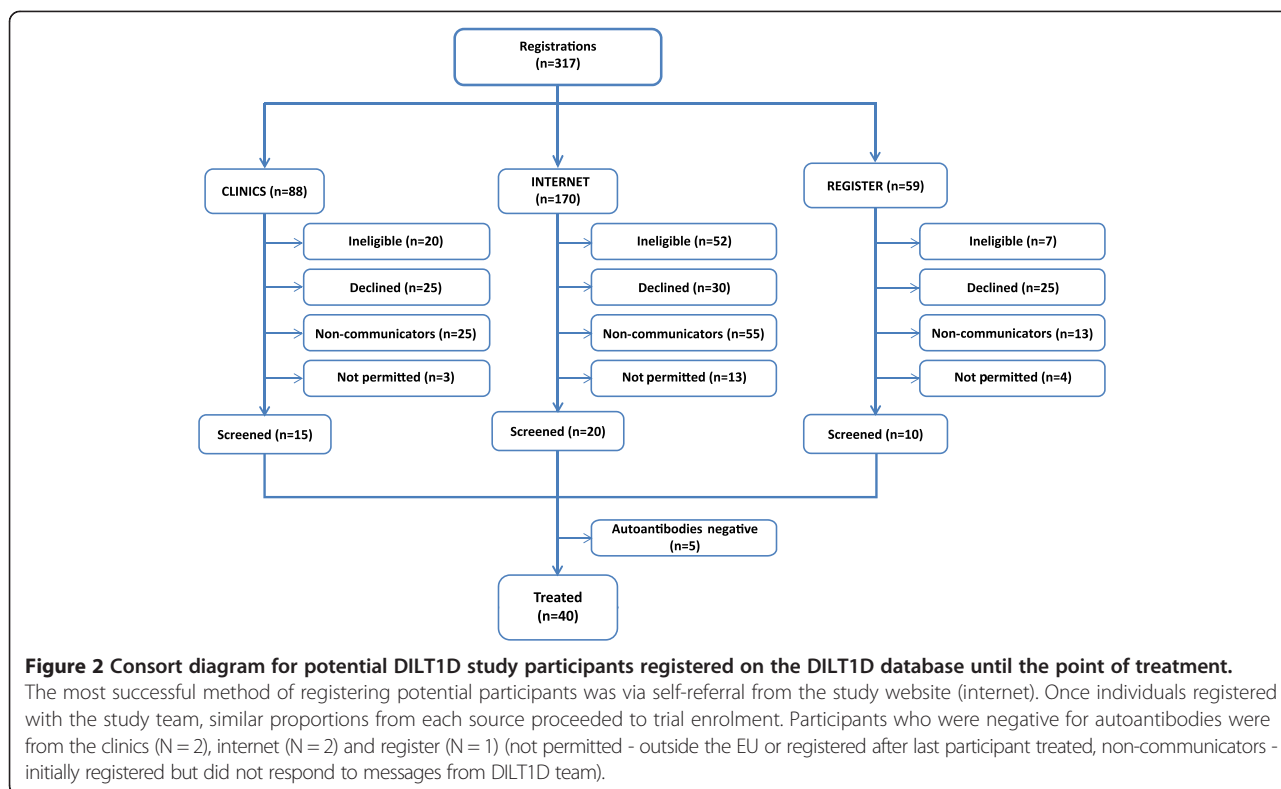 Registrations
(n=317)
CLINICS (n=88)
INTERNET
(n=170)
REGISTER (n=59)
Ineligible (n=20)
Ineligible (n=52)
Ineligible (n=7)
Declined (n=25)
Declined (n=30)
Declined (n=25)
Non-communicators (n=25)
Non-communicators (n=55)
Non-communicators (n=13)
Not permitted (n=3)
Not permitted (n=13)
Not permitted (n=4)
Screened (n=15)
Screened (n=20)
Screened (n=10)
Autoantibodies negative
(n=5)
Treated
(n=40)
Figure 2 Consort diagram for potential DILT1D study participants registered on the DILT1D database until the point of treatment.
The most successful method of registering potential participants was via self-referral from the study website (internet). Once individuals registered
with the study team, similar proportions from each source proceeded to trial enrolment. Participants who were negative for autoantibodies were
from the clinics (N = 2), internet (N = 2) and register (N = 1) (not permitted - outside the EU or registered after last participant treated, non-communicators -
initially registered but did not respond to messages from DILT1D team).